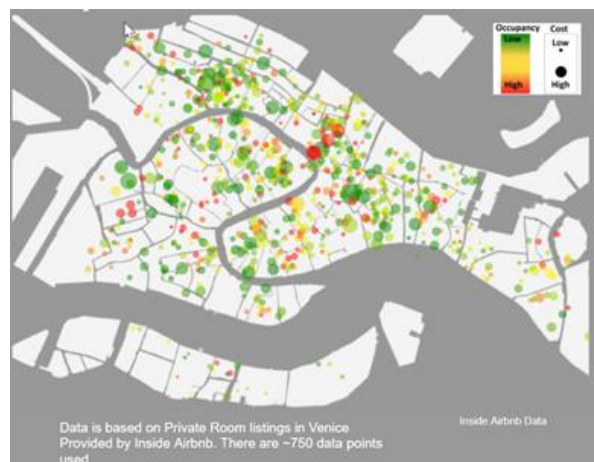 Occupancy Cost
Low Low
High High
Inside Airbnb Data
Data is based on Private Room listings in Venice
Provided by Inside Airbnb. There are ~750 data points
used